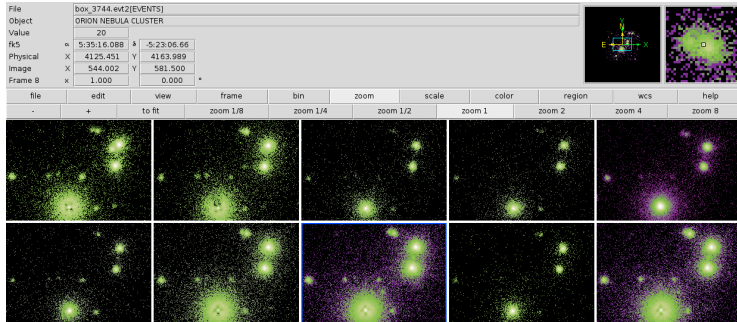 File box_3744.evt2[EVENTS]
Object ORION NEBULA CLUSTER
Value 20
fk5 α 5:35:16.088 δ -5:23:06.66
Physical X 4125.451 Y 4163.989
Image X 544.002 Y 581.500
Frame 8 x 1.000 0.000 °
Y
N
E X
file edit view frame bin zoom scale color region wcs help
- + to fit zoom 1/8 zoom 1/4 zoom 1/2 zoom 1 zoom 2 zoom 4 zoom 8